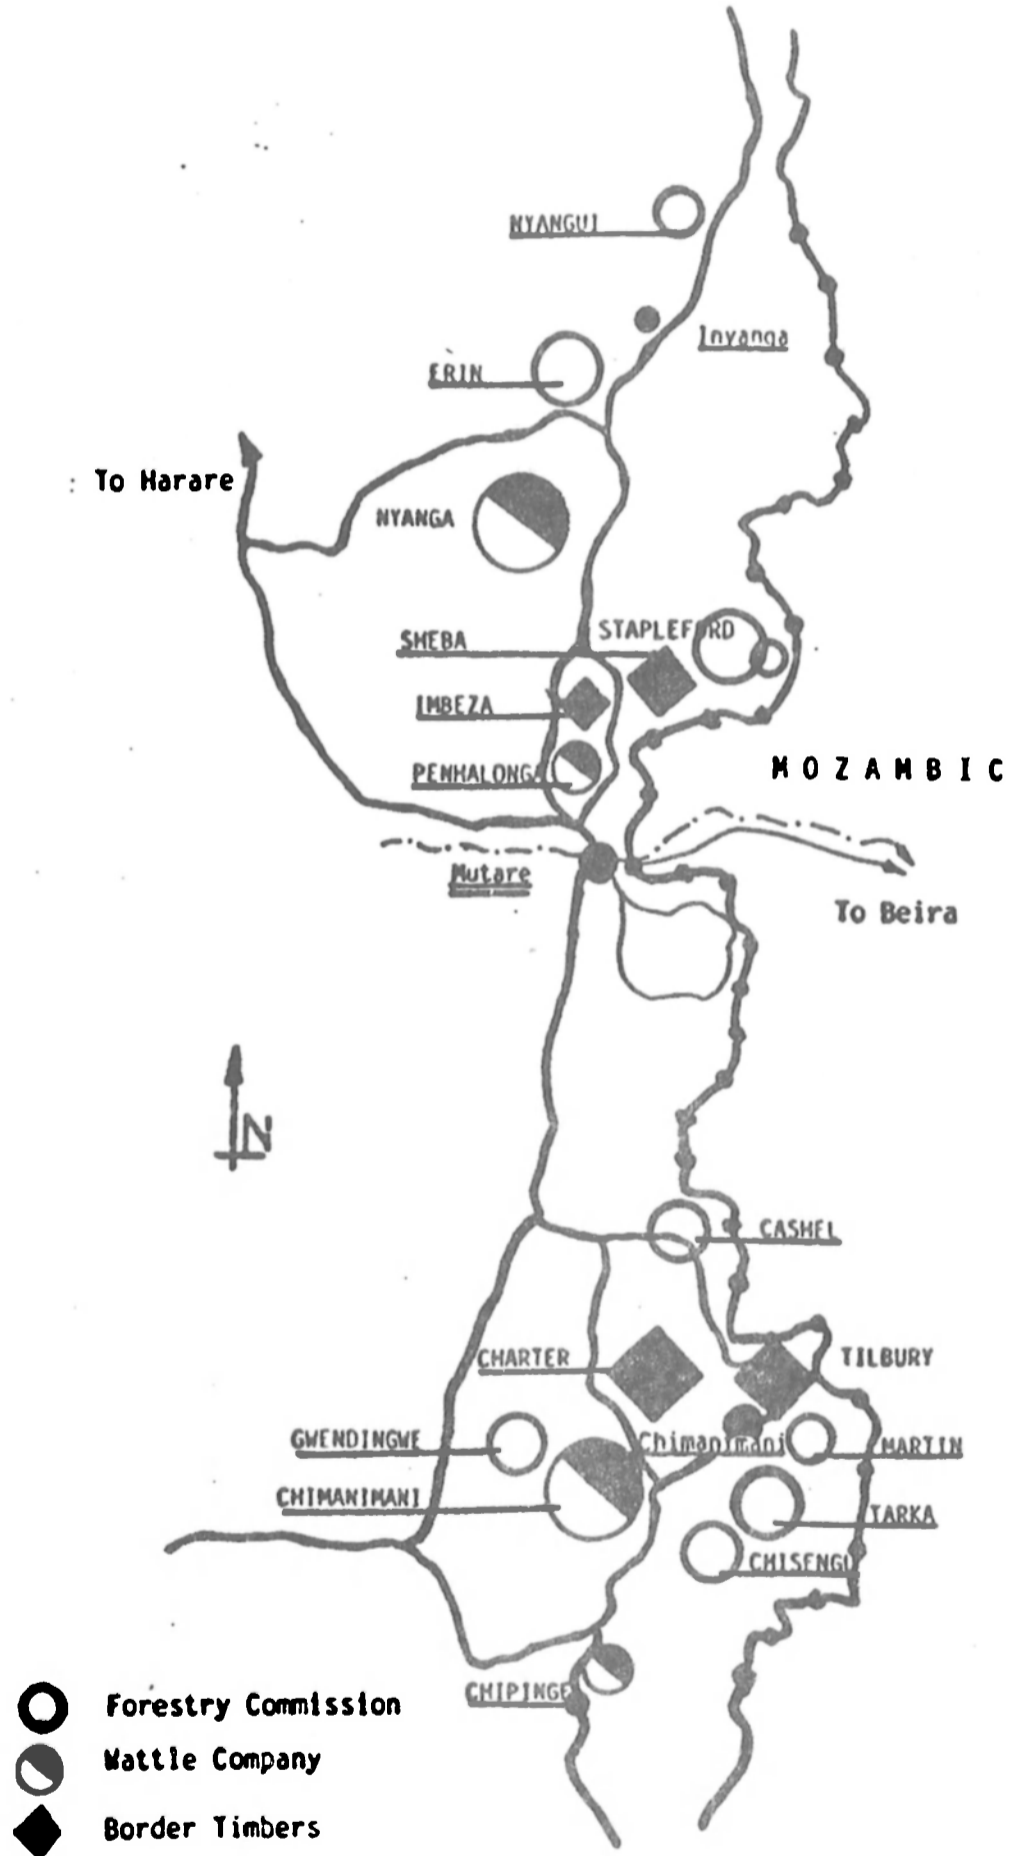 NYANGUI
Inyanga
ERIN
To Harare
NYANGA
STAPLEFORD
SHEBA
IMBEZA
PENHALONGA
MOZAMBIC
Mutare
To Beira
N
CASHEL
CHARTER
TILBURY
GWENDINGWE
Chimanimani
MARTIN
CHIMANIMANI
TARKA
CHISENGU
CHIPINGE
Forestry Commission
Wattle Company
Border Timbers